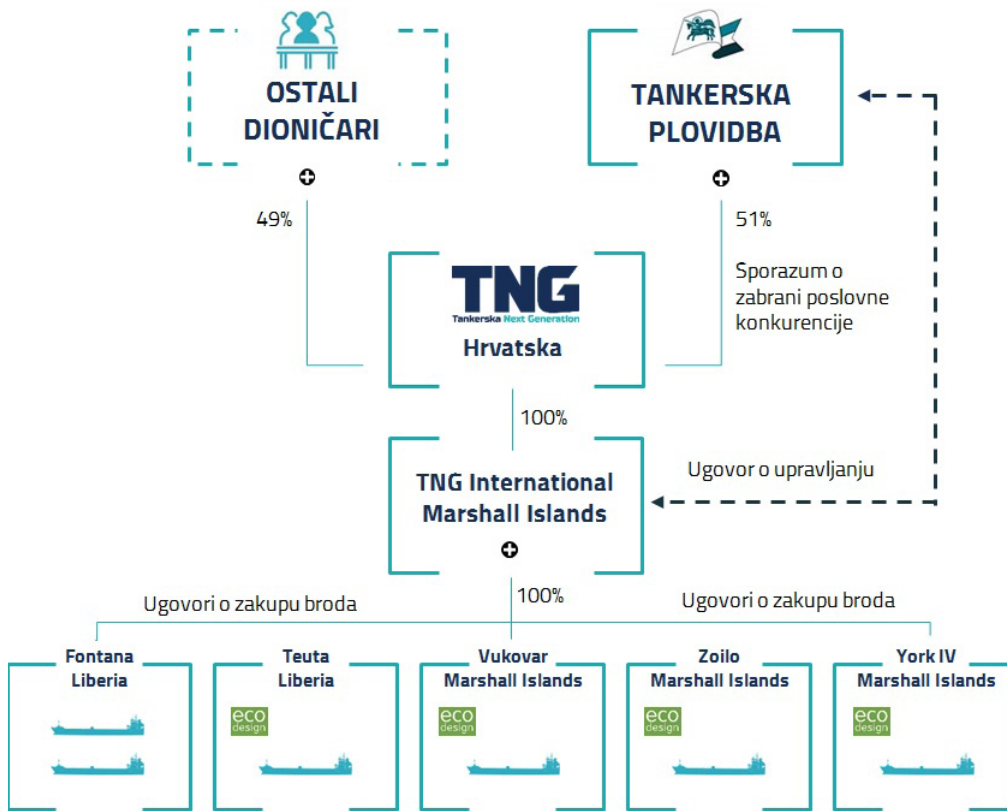 OSTALI
DIONIČARI
TANKERSKA
PLOVIDBA
49%
51%
Sporazum o
zabrani poslovne
konkurencije
TNG
Tankerska Next Generation
Hrvatska
100%
TNG International
Marshall Islands
Ugovor o upravljanju
100%
Ugovori o zakupu broda
Ugovori o zakupu broda
Fontana
Liberia
Teuta
Liberia
eco
design
Vukovar
Marshall Islands
eco
design
Zoilo
Marshall Islands
eco
design
York IV
Marshall Islands
eco
design